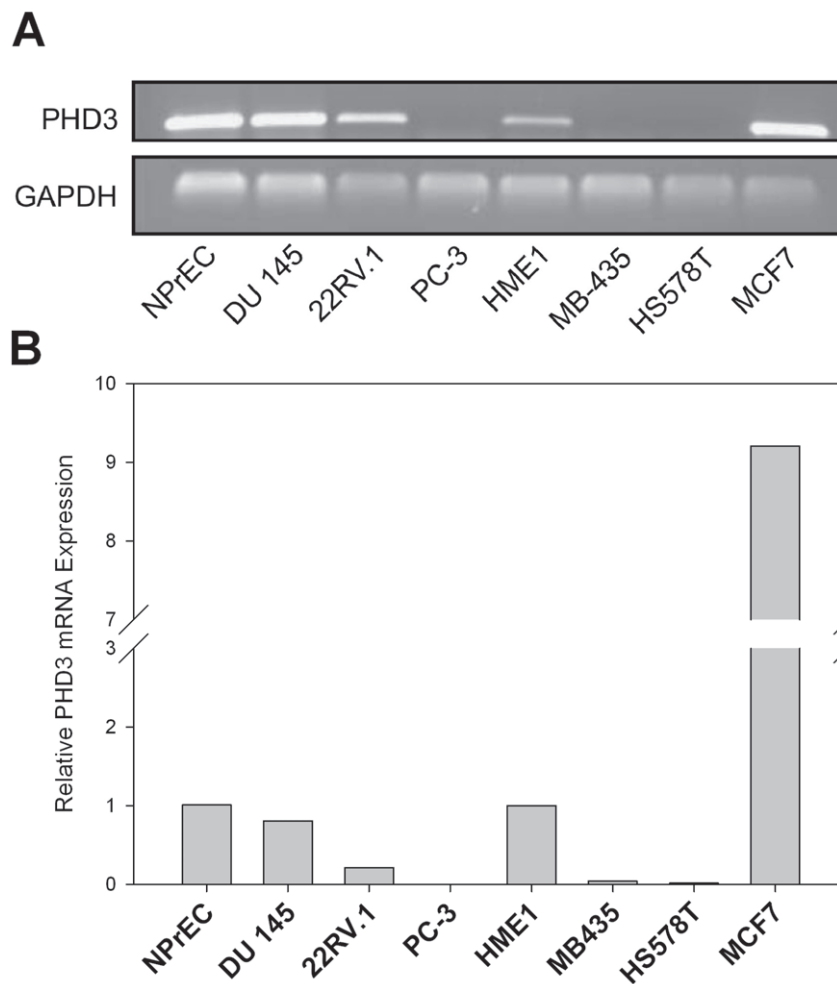 A
PHD3
GAPDH
NPrEC
DU 145
22RV.1
PC-3
HME1
MB-435
HS578T
MCF7
B
Relative PHD3 mRNA Expression
10
9
8
7
3
2
1
0
NPrEC
DU 145
22RV.1
PC-3
HME1
MB435
HS578T
MCF7